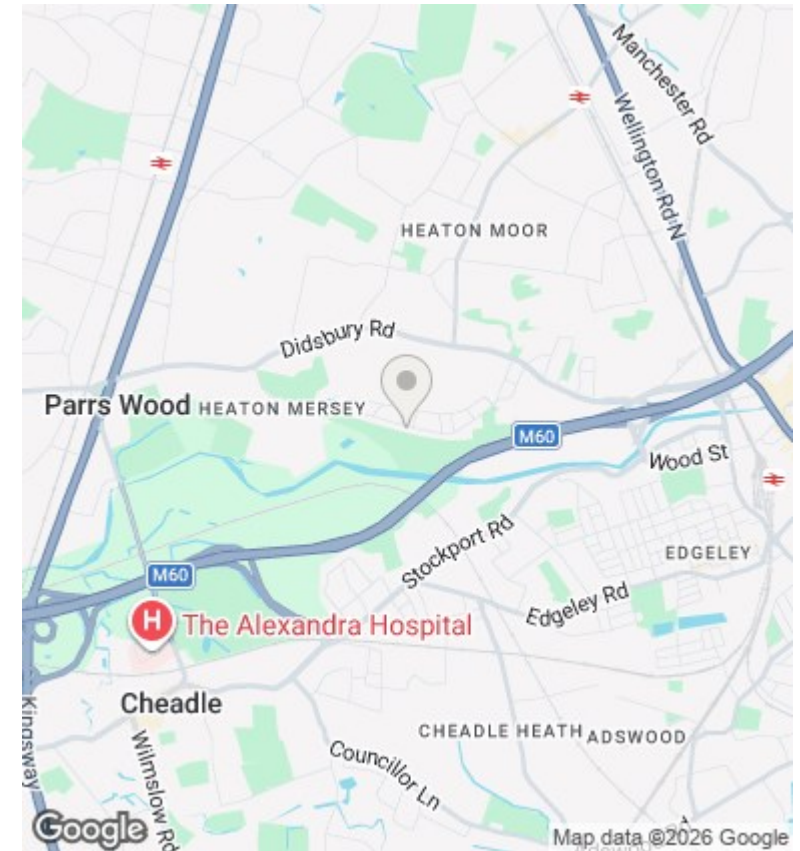 Manchester Rd
Wellington Rd N
HEATON MOOR
Didsbury Rd
Parrs Wood
HEATON MERSEY
M60
Wood St
Stockport Rd
EDGELEY
M60
Edgeley Rd
H
The Alexandra Hospital
Cheadle
Kingsway
Wilmslow Rd
CHEADLE HEATH
ADSWOOD
Councillor Ln
Google
Map data ©2026 Google